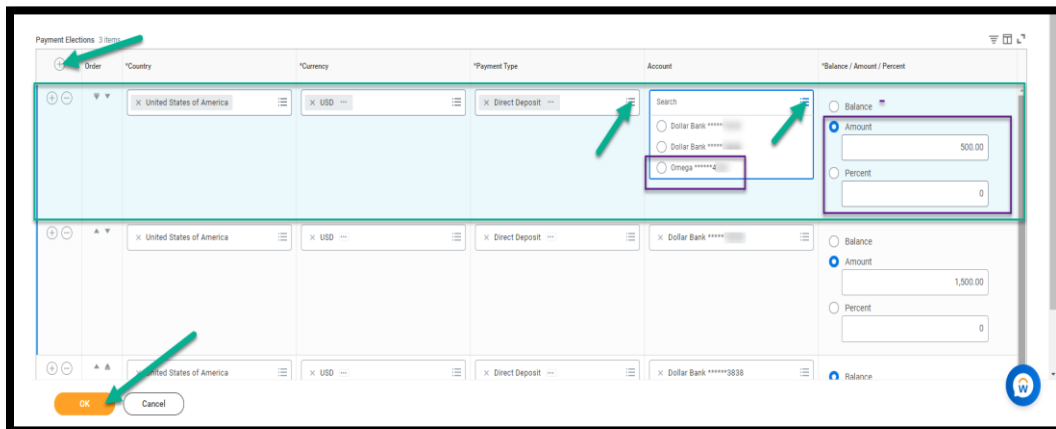 Payment Elections 3 items
Order *Country *Currency *Payment Type Account *Balance / Amount / Percent
× United States of America × USD ··· × Direct Deposit ··· Search Balance
Dollar Bank ***** Amount
Dollar Bank ***** 500.00
Omega ******4 Percent
0
× United States of America × USD ··· × Direct Deposit ··· × Dollar Bank ***** Balance
Amount
1,500.00
Percent
0
× United States of America × USD ··· × Direct Deposit ··· × Dollar Bank ******3838 Balance
OK Cancel
W